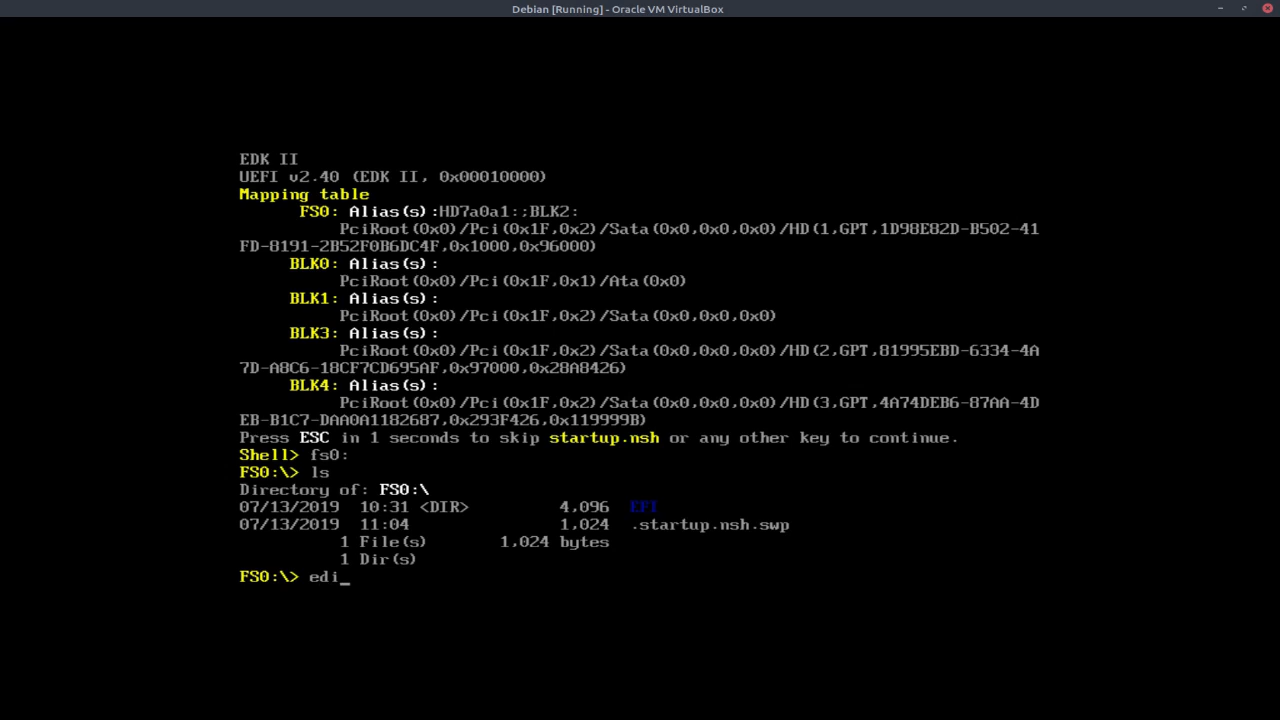 Debian [Running] - Oracle VM VirtualBox
EDK II
UEFI v2.40 (EDK II, 0x00010000)
Mapping table
FS0: Alias(s):HD7a0a1:;BLK2:
PciRoot(0x0)/Pci(0x1F,0x2)/Sata(0x0,0x0,0x0)/HD(1,GPT,1D98E82D-B502-41
FD-8191-2B52F0B6DC4F,0x1000,0x96000)
BLK0: Alias(s):
PciRoot(0x0)/Pci(0x1F,0x1)/Ata(0x0)
BLK1: Alias(s):
PciRoot(0x0)/Pci(0x1F,0x2)/Sata(0x0,0x0,0x0)
BLK3: Alias(s):
PciRoot(0x0)/Pci(0x1F,0x2)/Sata(0x0,0x0,0x0)/HD(2,GPT,81995EBD-6334-4A
7D-A8C6-18CF7CD695AF,0x97000,0x28A8426)
BLK4: Alias(s):
PciRoot(0x0)/Pci(0x1F,0x2)/Sata(0x0,0x0,0x0)/HD(3,GPT,4A74DEB6-87AA-4D
EB-B1C7-DAA0A1182687,0x293F426,0x119999B)
Press ESC in 1 seconds to skip startup.nsh or any other key to continue.
Shell> fs0:
FS0:\> ls
Directory of: FS0:\
07/13/2019 10:31 <DIR> 4,096 EFI
07/13/2019 11:04 1,024 .startup.nsh.swp
1 File(s) 1,024 bytes
1 Dir(s)
FS0:\> edi_